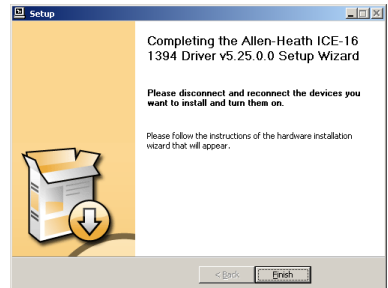 Setup
Completing the Allen-Heath ICE-16
1394 Driver v5.25.0.0 Setup Wizard
Please disconnect and reconnect the devices you
want to install and turn them on.
Please follow the instructions of the hardware installation
wizard that will appear.
< Back
Finish